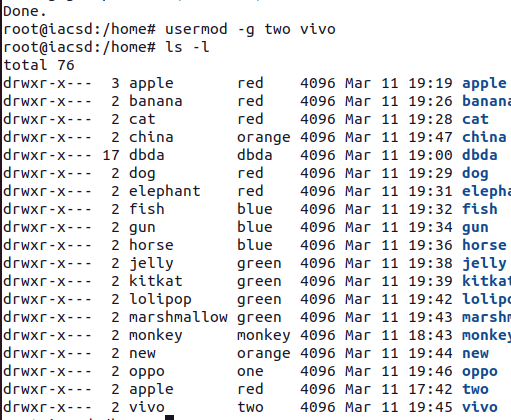 Done.
root@iacsd:/home# usermod -g two vivo
root@iacsd:/home# ls -l
total 76
drwxr-x---  3 apple       red    4096 Mar 11 19:19 apple
drwxr-x---  2 banana      red    4096 Mar 11 19:26 banana
drwxr-x---  2 cat         red    4096 Mar 11 19:28 cat
drwxr-x---  2 china       orange 4096 Mar 11 19:47 china
drwxr-x--- 17 dbda        dbda   4096 Mar 11 19:00 dbda
drwxr-x---  2 dog         red    4096 Mar 11 19:29 dog
drwxr-x---  2 elephant    red    4096 Mar 11 19:31 elepha
drwxr-x---  2 fish        blue   4096 Mar 11 19:32 fish
drwxr-x---  2 gun         blue   4096 Mar 11 19:34 gun
drwxr-x---  2 horse       blue   4096 Mar 11 19:36 horse
drwxr-x---  2 jelly       green  4096 Mar 11 19:38 jelly
drwxr-x---  2 kitkat      green  4096 Mar 11 19:39 kitkat
drwxr-x---  2 lolipop     green  4096 Mar 11 19:42 lolipo
drwxr-x---  2 marshmallow green  4096 Mar 11 19:43 marshm
drwxr-x---  2 monkey      monkey 4096 Mar 11 18:43 monkey
drwxr-x---  2 new         orange 4096 Mar 11 19:44 new
drwxr-x---  2 oppo        one    4096 Mar 11 19:46 oppo
drwxr-x---  2 apple       red    4096 Mar 11 17:42 two
drwxr-x---  2 vivo        two    4096 Mar 11 19:45 vivo